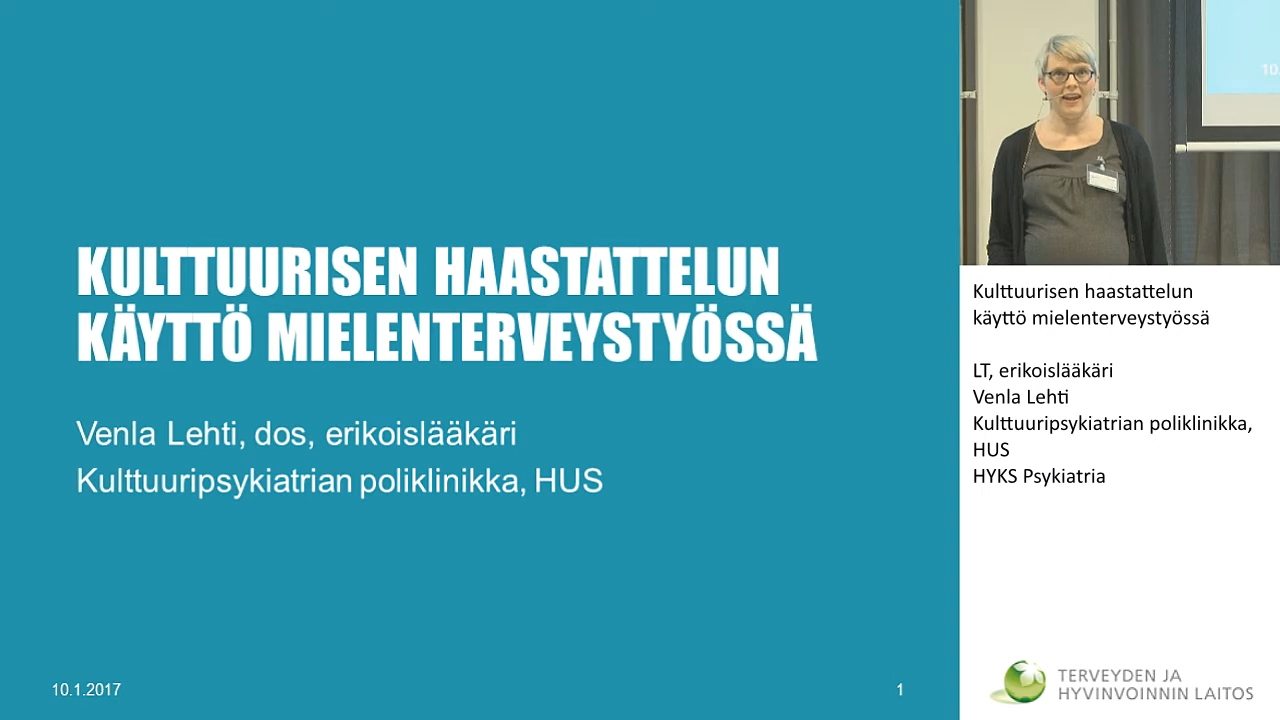 KULTTUURISEN HAASTATTELUN
KÄYTTÖ MIELENTERVEYSTYÖSSÄ
Venla Lehti, dos, erikoislääkäri
Kulttuuripsykiatrian poliklinikka, HUS
10.1.2017
1
10
Kulttuurisen haastattelun
käyttö mielenterveystyössä
LT, erikoislääkäri
Venla Lehti
Kulttuuripsykiatrian poliklinikka,
HUS
HYKS Psykiatria
TERVEYDEN JA
HYVINVOINNIN LAITOS